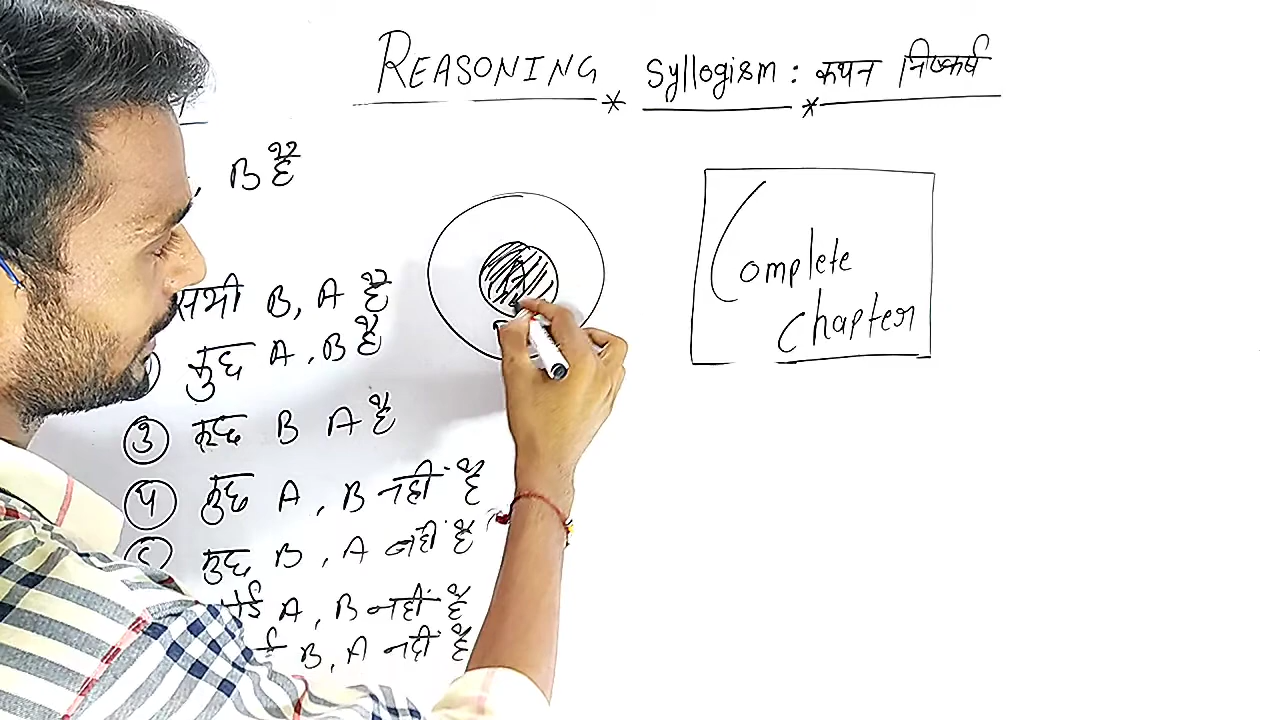 REASONING * Syllogism : कथन निष्कर्ष *
, B है
सभी B, A है
कुछ A, B है
3 कुछ B A है
4 कुछ A, B नहीं है
कुछ B, A नहीं है
A, B नहीं है
B, A नहीं है
A
Complete
chapter